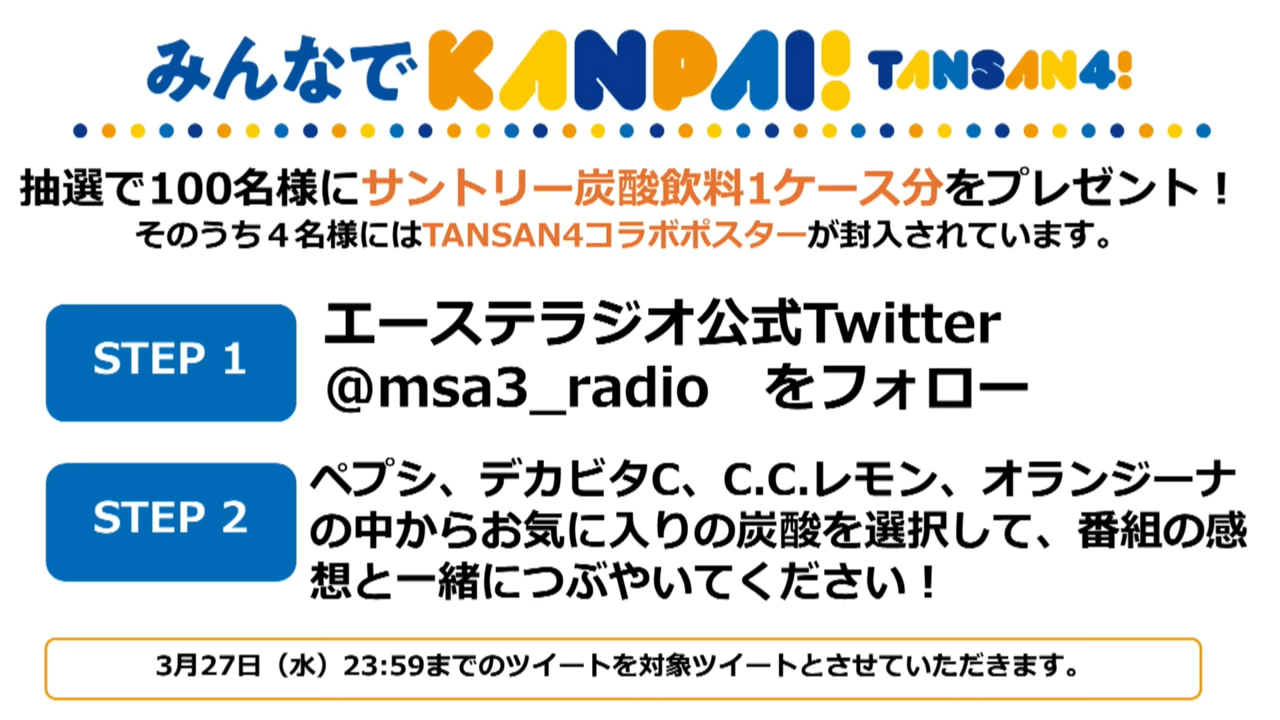 みんなでKANPAI! TANSAN4!
抽選で100名様にサントリー炭酸飲料1ケース分をプレゼント！
そのうち４名様にはTANSAN4コラボポスターが封入されています。
STEP 1
エーステラジオ公式Twitter
@msa3_radio　をフォロー
STEP 2
ペプシ、デカビタC、C.C.レモン、オランジーナ
の中からお気に入りの炭酸を選択して、番組の感
想と一緒につぶやいてください！
3月27日（水）23:59までのツイートを対象ツイートとさせていただきます。